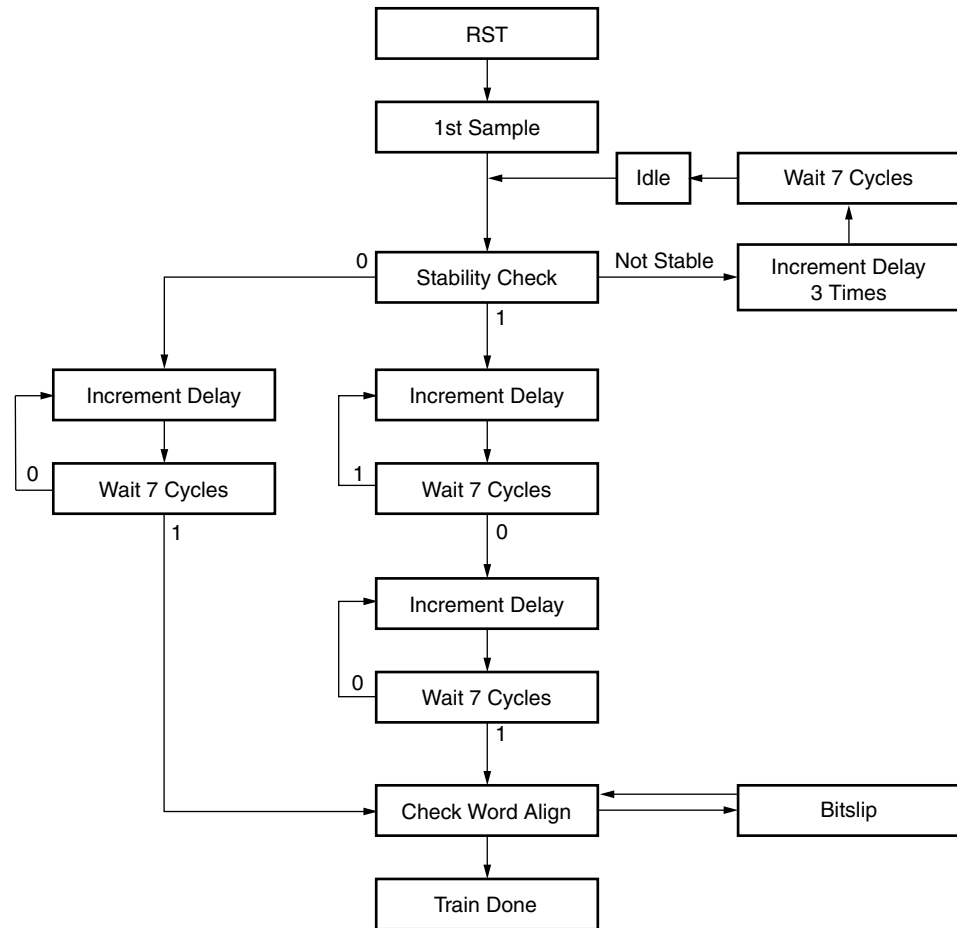 RST
1st Sample
Idle
Wait 7 Cycles
0
Stability Check
Not Stable
Increment Delay
3 Times
1
Increment Delay
Increment Delay
0
Wait 7 Cycles
1
Wait 7 Cycles
1
0
Increment Delay
0
Wait 7 Cycles
1
Check Word Align
Bitslip
Train Done